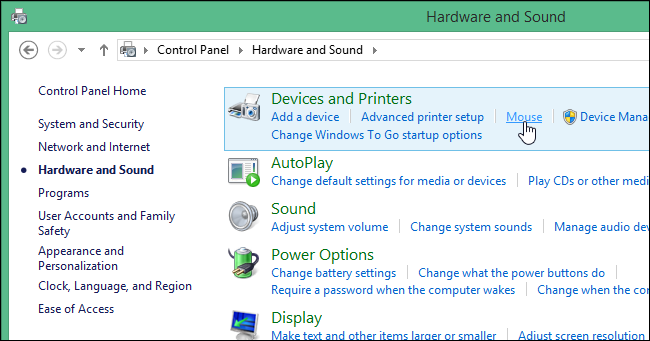 Hardware and Sound
Control Panel Hardware and Sound
Control Panel Home
System and Security
Network and Internet
Hardware and Sound
Programs
User Accounts and Family
Safety
Appearance and
Personalization
Clock, Language, and Region
Ease of Access
Devices and Printers
Add a device Advanced printer setup Mouse Device Mana
Change Windows To Go startup options
AutoPlay
Change default settings for media or devices Play CDs or other medi
Sound
Adjust system volume Change system sounds Manage audio dev
Power Options
Change battery settings Change what the power buttons do
Require a password when the computer wakes Change when the com
Display
Make text and other items larger or smaller Adjust screen resolution